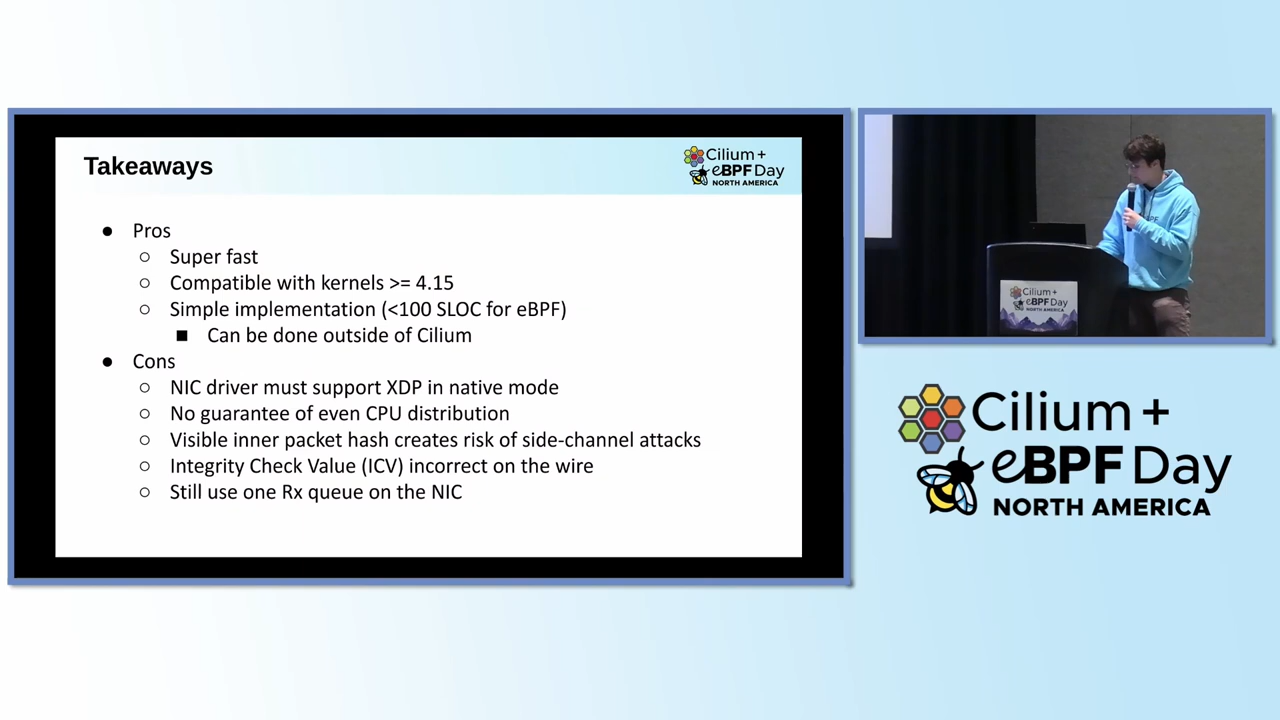 Takeaways
Cilium +
eBPF Day
NORTH AMERICA
● Pros
○ Super fast
○ Compatible with kernels >= 4.15
○ Simple implementation (<100 SLOC for eBPF)
■ Can be done outside of Cilium
● Cons
○ NIC driver must support XDP in native mode
○ No guarantee of even CPU distribution
○ Visible inner packet hash creates risk of side-channel attacks
○ Integrity Check Value (ICV) incorrect on the wire
○ Still use one Rx queue on the NIC
Cilium +
eBPF Day
NORTH AMERICA
Cilium +
eBPF Day
NORTH AMERICA